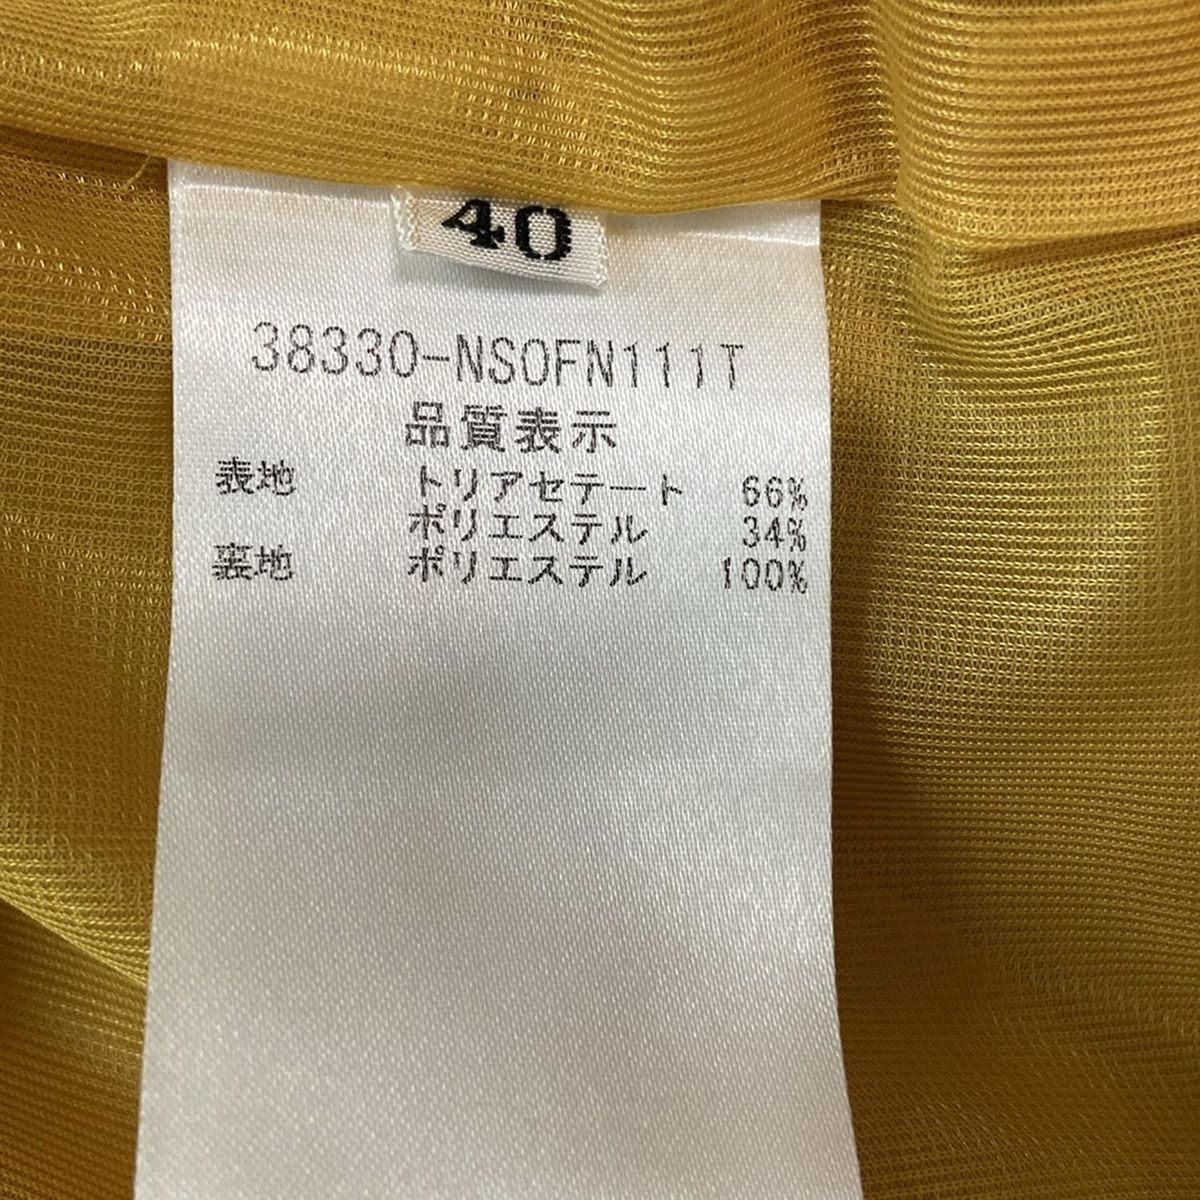 40
38330-NSOFN111T
品質表示
表地 トリアセテート 66%
ポリエステル 34%
裏地 ポリエステル 100%